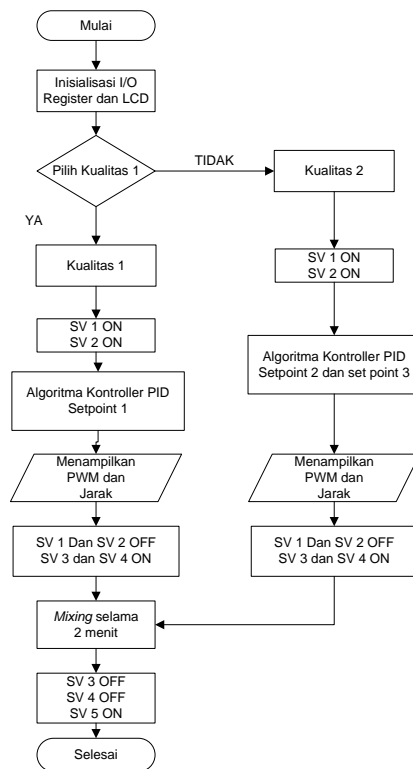 Mulai
Inisialisasi I/O
Register dan LCD
Pilih Kualitas 1
TIDAK
Kualitas 2
YA
Kualitas 1
SV 1 ON
SV 2 ON
SV 1 ON
SV 2 ON
Algoritma Kontroller PID
Setpoint 1
Algoritma Kontroller PID
Setpoint 2 dan set point 3
Menampilkan
PWM dan
Jarak
Menampilkan
PWM dan
Jarak
SV 1 Dan SV 2 OFF
SV 3 dan SV 4 ON
SV 1 Dan SV 2 OFF
SV 3 dan SV 4 ON
Mixing selama
2 menit
SV 3 OFF
SV 4 OFF
SV 5 ON
Selesai